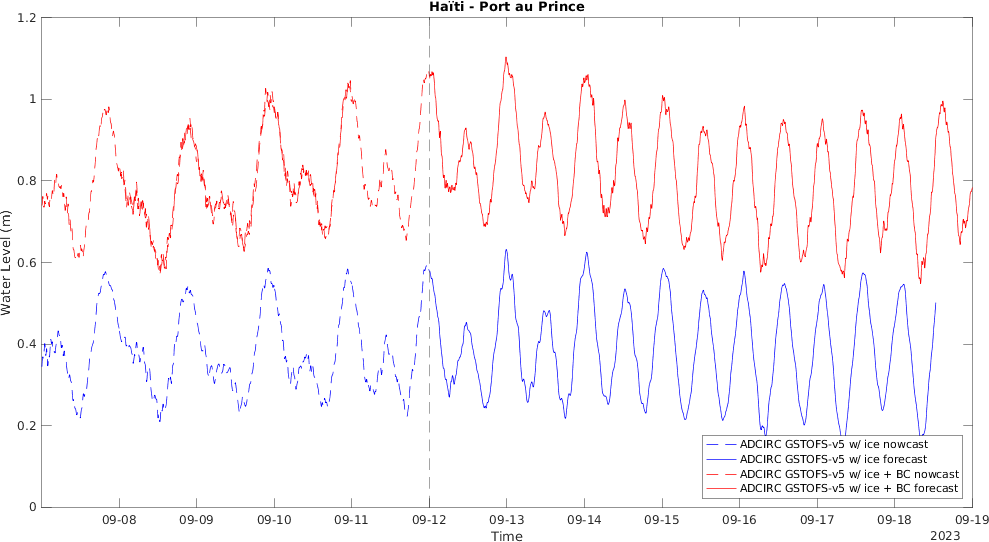 Haïti - Port au Prince
1.2
1
0.8
0.6
0.4
0.2
0
Water Level (m)
ADCIRC GSTOFS-v5 w/ ice nowcast
ADCIRC GSTOFS-v5 w/ ice forecast
ADCIRC GSTOFS-v5 w/ ice + BC nowcast
ADCIRC GSTOFS-v5 w/ ice + BC forecast
09-08 09-09 09-10 09-11 09-12 09-13 09-14 09-15 09-16 09-17 09-18 09-19
Time
2023